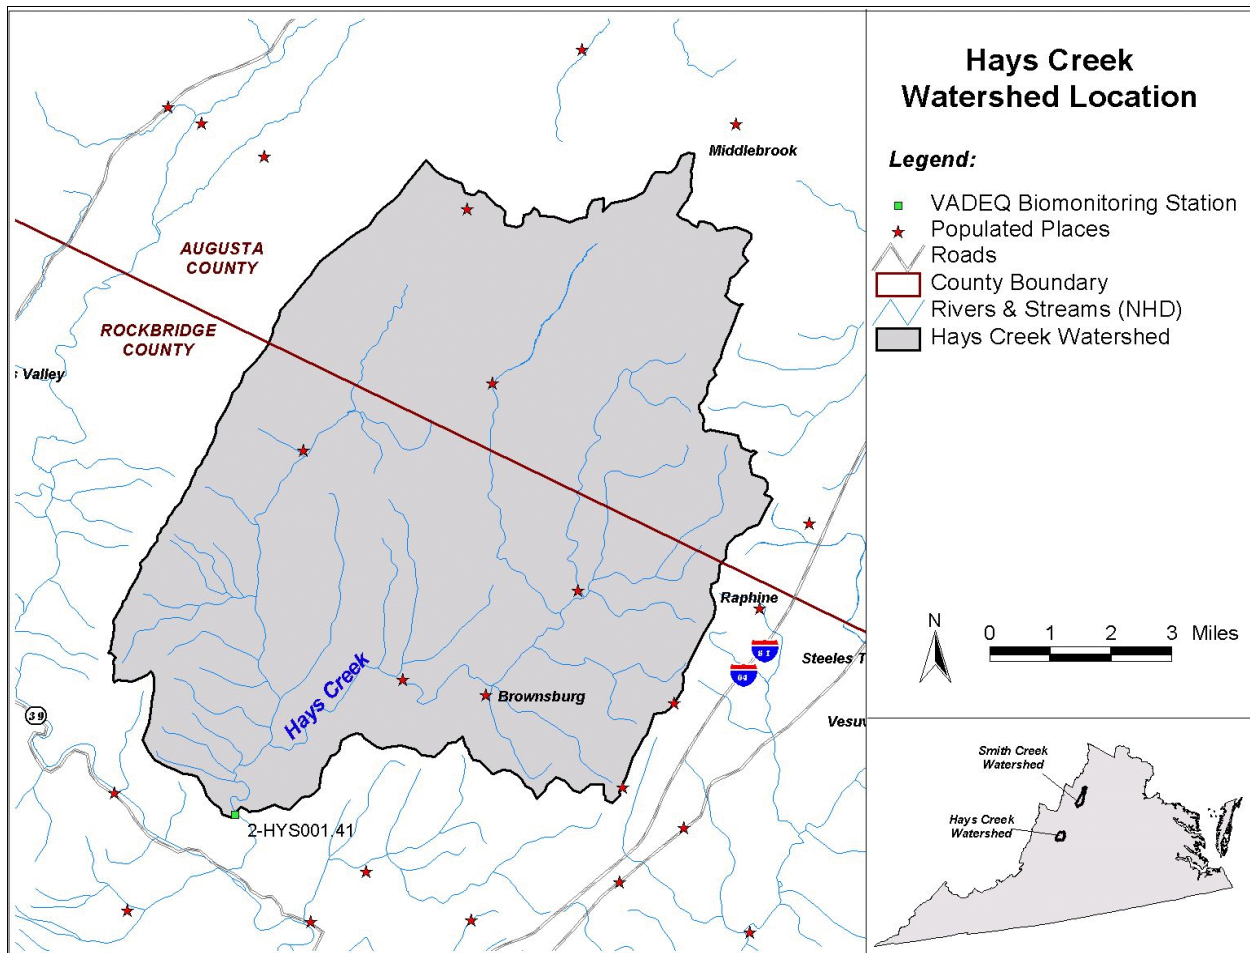 Hays Creek
Watershed Location
Legend:
VADEQ Biomonitoring Station
Populated Places
Roads
County Boundary
Rivers & Streams (NHD)
Hays Creek Watershed
Middlebrook
AUGUSTA
COUNTY
ROCKBRIDGE
COUNTY
s Valley
Raphine
81
64
Steeles T
Hays Creek
Brownsburg
Vesuv
39
2-HYS001.41
N
0 1 2 3 Miles
Smith Creek
Watershed
Hays Creek
Watershed